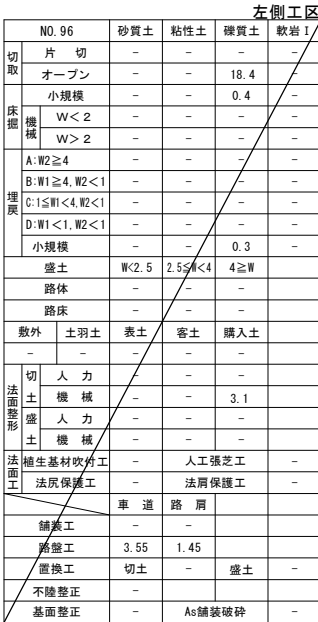 左側工区
NO.96 砂質土 粘性土 礫質土 軟岩Ⅰ
切取 片 切 - - - -
オープン - - 18.4 -
床掘 小規模 - - 0.4 -
機械 W<2 - - - -
W>2 - - - -
埋戻 A:W2≧4 - - - -
B:W1≧4,W2<1 - - - -
C:1≦W1<4,W2<1 - - - -
D:W1<1,W2<1 - - - -
小規模 - - 0.3 -
盛土 W<2.5 2.5≦W<4 4≧W
路体 - - - -
路床 - - - -
敷外 土羽土 表土 客土 購入土
- - - - -
法面整形 切土 人 力 - - - -
機 械 - - 3.1 -
盛土 人 力 - - - -
機 械 - - - -
法面工 植生基材吹付工 - 人工張芝工 -
法尻保護工 - 法肩保護工 -
車 道 路 肩
舗装工 - -
路盤工 3.55 1.45
置換工 切土 - 盛土 -
不陸整正 -
基面整正 - As舗装破砕 -